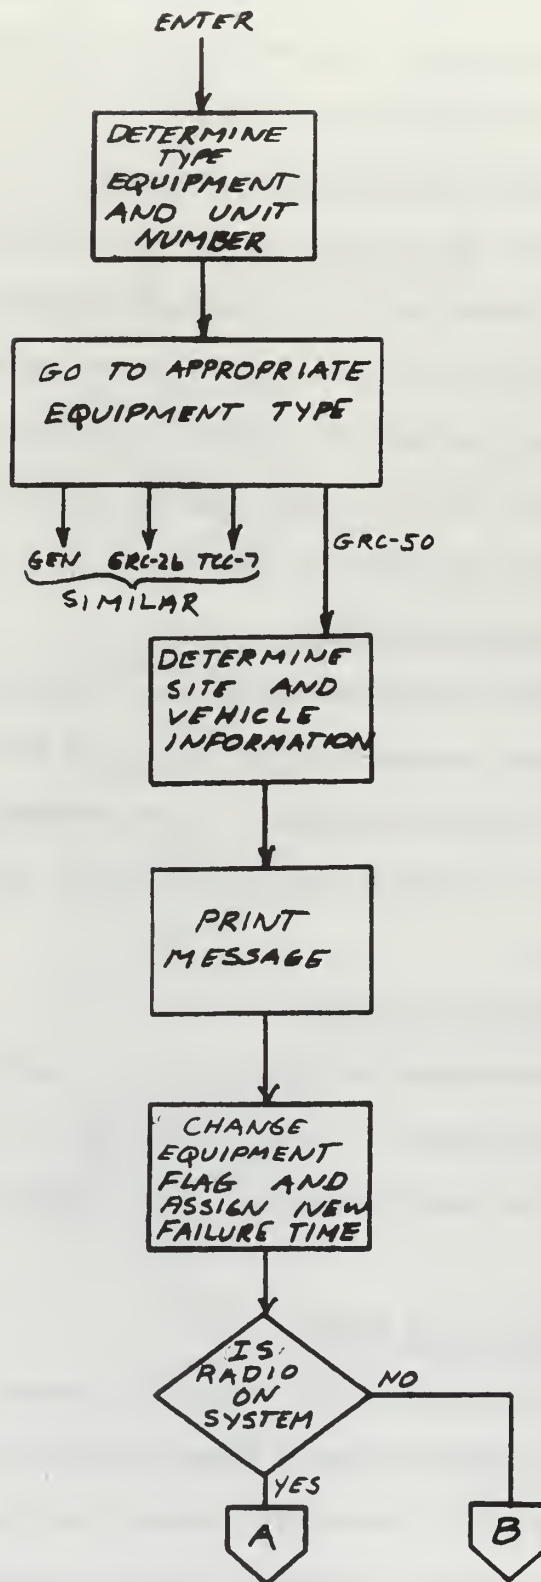 ENTER
DETERMINE
TYPE
EQUIPMENT
AND UNIT
NUMBER
GO TO APPROPRIATE
EQUIPMENT TYPE
GEN GRC-26 TCC-7
SIMILAR
GRC-50
DETERMINE
SITE AND
VEHICLE
INFORMATION
PRINT
MESSAGE
CHANGE
EQUIPMENT
FLAG AND
ASSIGN NEW
FAILURE TIME
IS
RADIO
ON
SYSTEM
NO
YES
A
B